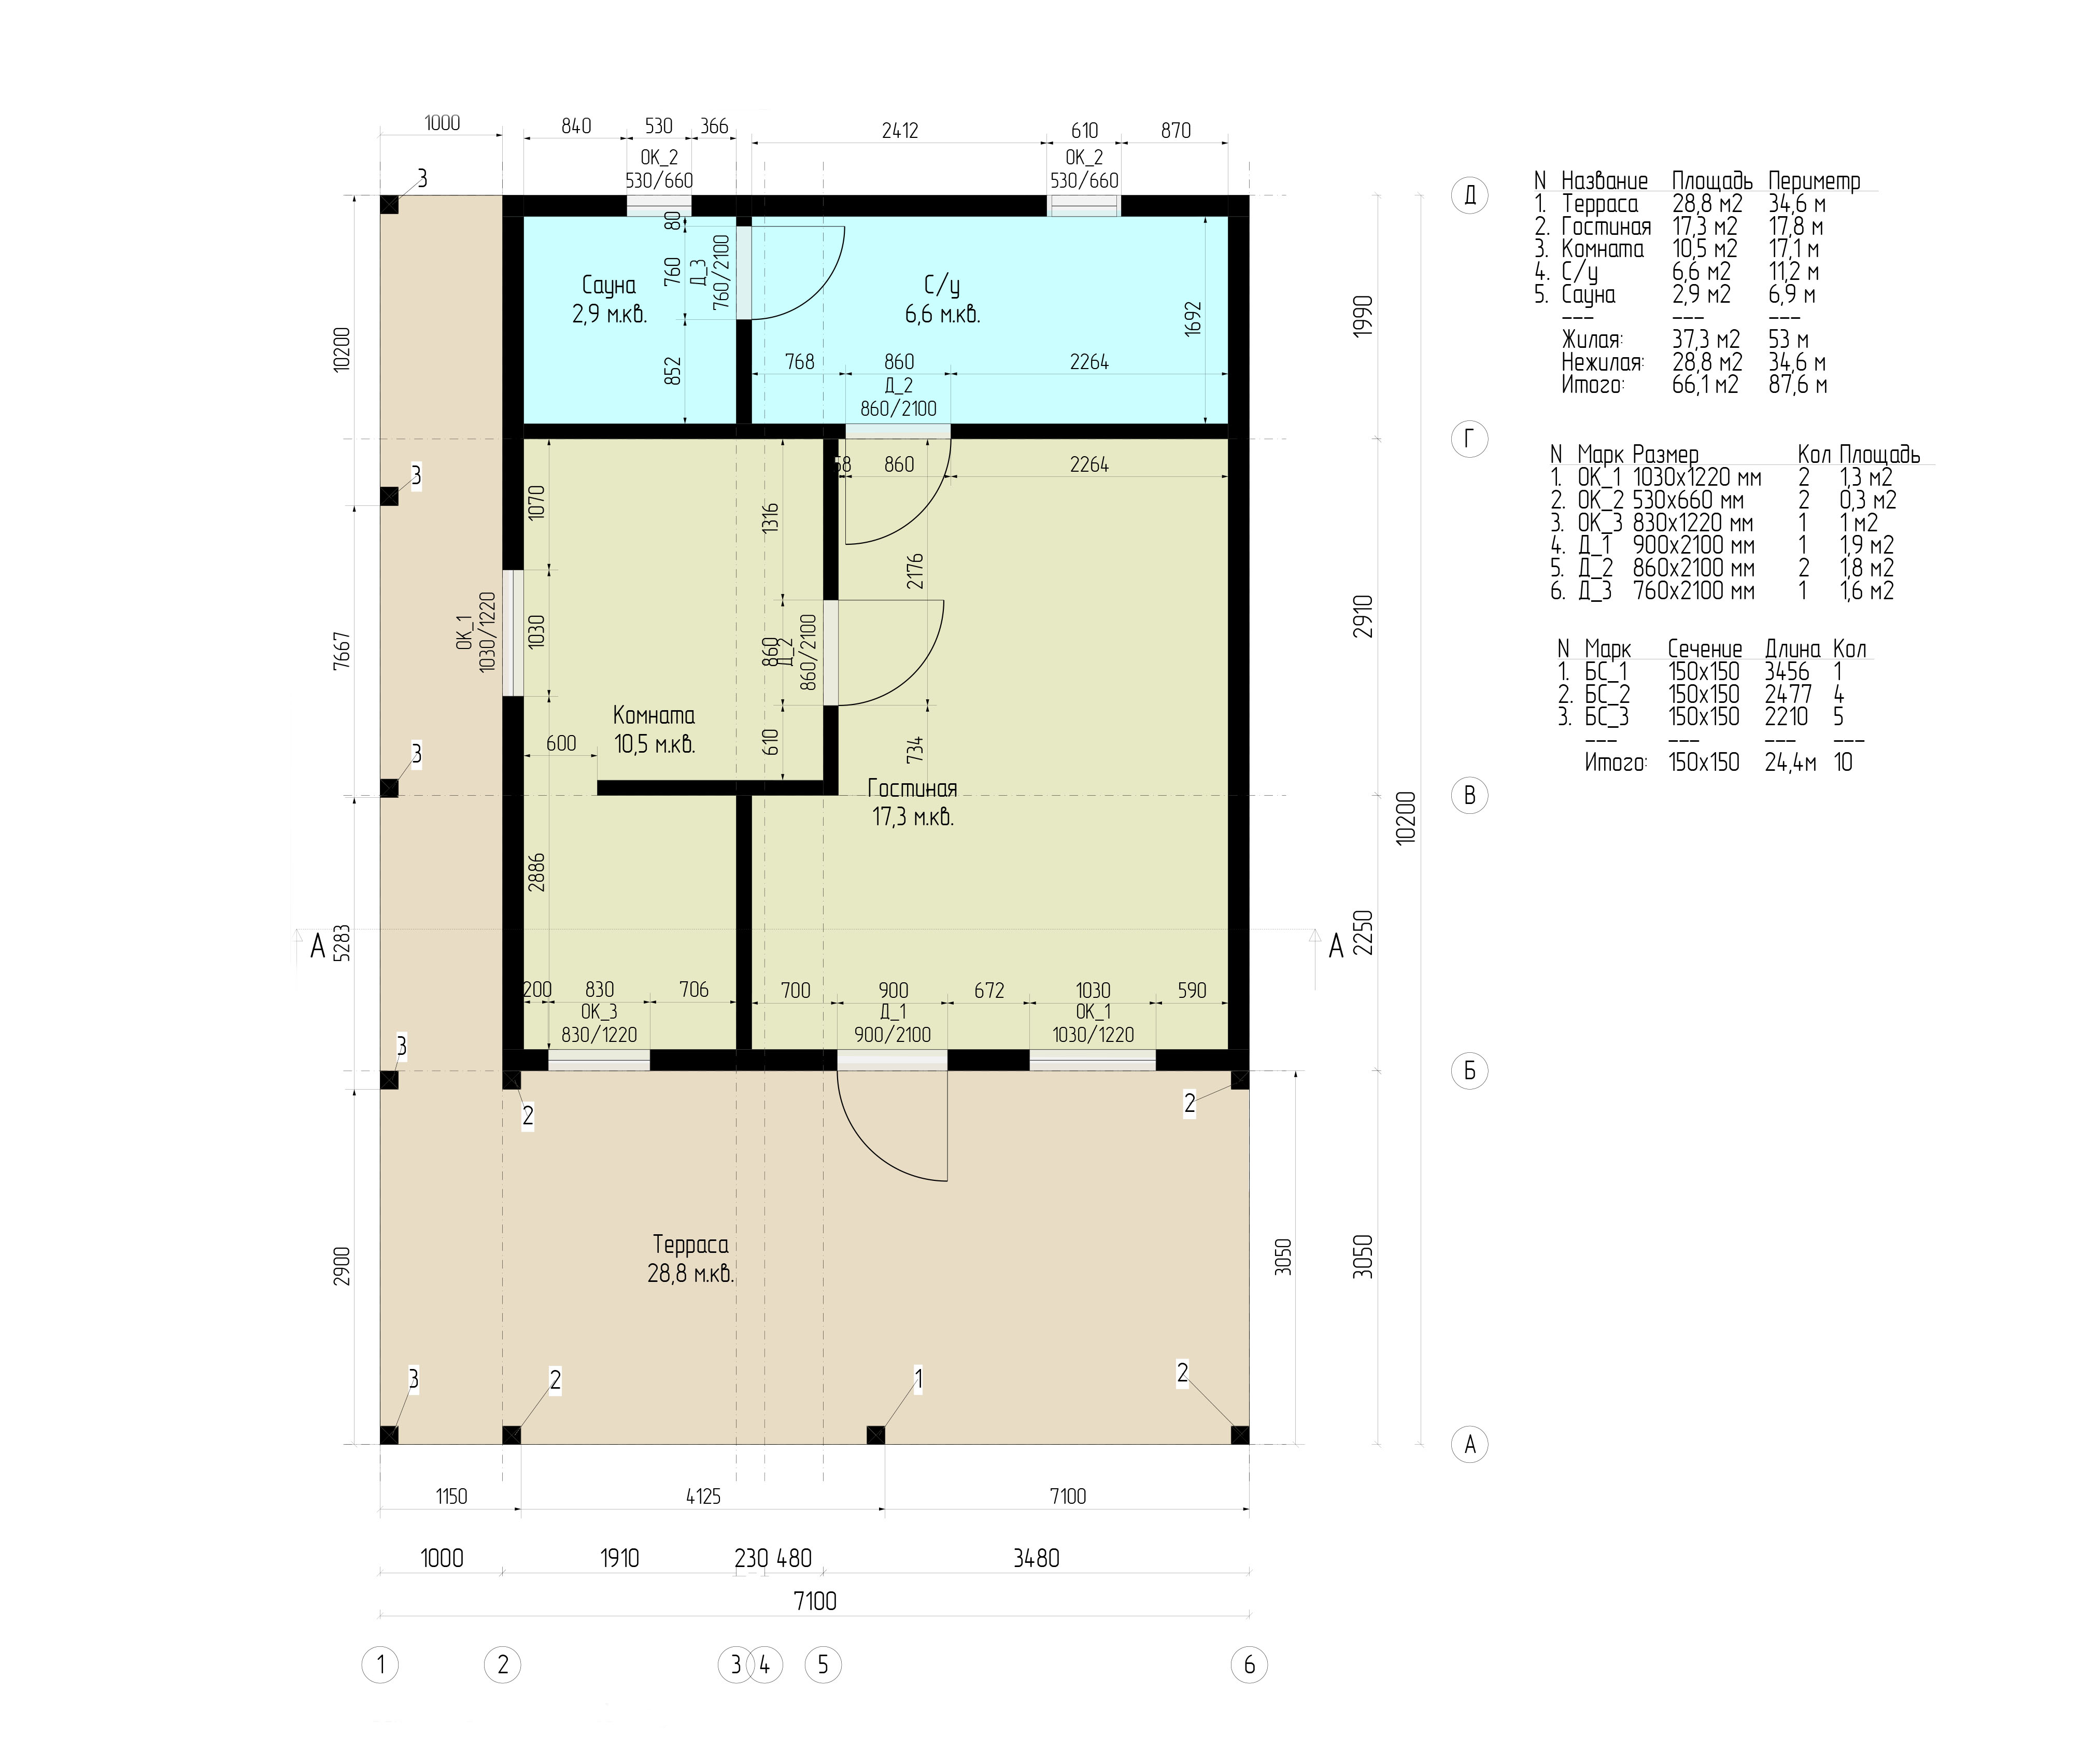 1000
840 530 366
2412 610 870
ОК_2
530/660
ОК_2
530/660
3
80
760
Д_3
760/2100
852
Сауна
2,9 м.кв.
С/у
6,6 м.кв.
1692
768 860 2264
Д_2
860/2100
860 2264
3
1070
1316
2176
1030
ОК_1
1030/1220
860
Д_2
860/2100
Комната
10,5 м.кв.
600
610
734
3
Гостиная
17,3 м.кв.
2886
А
А
200 830 706
ОК_3
830/1220
700 900 672 1030 590
Д_1
900/2100
ОК_1
1030/1220
3
2
2
Терраса
28,8 м.кв.
3050
3
2
1
2
10200
7667
5283
2900
1990
2910
2250
3050
10200
Д
Г
В
Б
А
1150 4125 7100
1000 1910 230 480 3480
7100
1 2 3 4 5 6
N Название Площадь Периметр
1. Терраса 28,8 м2 34,6 м
2. Гостиная 17,3 м2 17,8 м
3. Комната 10,5 м2 17,1 м
4. С/у 6,6 м2 11,2 м
5. Сауна 2,9 м2 6,9 м
--- --- ---
Жилая: 37,3 м2 53 м
Нежилая: 28,8 м2 34,6 м
Итого: 66,1 м2 87,6 м
N Марк Размер Кол Площадь
1. ОК_1 1030х1220 мм 2 1,3 м2
2. ОК_2 530х660 мм 2 0,3 м2
3. ОК_3 830х1220 мм 1 1 м2
4. Д_1 900х2100 мм 1 1,9 м2
5. Д_2 860х2100 мм 2 1,8 м2
6. Д_3 760х2100 мм 1 1,6 м2
N Марк Сечение Длина Кол
1. БС_1 150х150 3456 1
2. БС_2 150х150 2477 4
3. БС_3 150х150 2210 5
--- --- --- ---
Итого: 150х150 24,4м 10